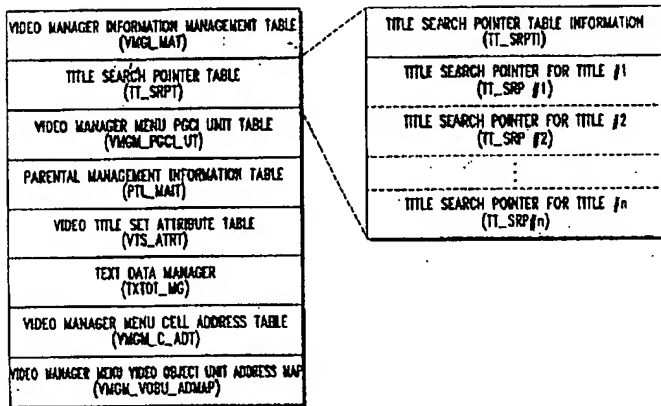 VIDEO MANAGER INFORMATION MANAGEMENT TABLE
(VMGI_MAT)
TITLE SEARCH POINTER TABLE
(TT_SRPT)
VIDEO MANAGER MENU PGCI UNIT TABLE
(VMGM_PGCI_UT)
PARENTAL MANAGEMENT INFORMATION TABLE
(PTL_MAIT)
VIDEO TITLE SET ATTRIBUTE TABLE
(VTS_ATRT)
TEXT DATA MANAGER
(TXTDT_MG)
VIDEO MANAGER MENU CELL ADDRESS TABLE
(VMGM_C_ADT)
VIDEO MANAGER MENU VIDEO OBJECT UNIT ADDRESS MAP
(VMGM_VOBU_ADMAP)
TITLE SEARCH POINTER TABLE INFORMATION
(TT_SRPTI)
TITLE SEARCH POINTER FOR TITLE #1
(TT_SRP #1)
TITLE SEARCH POINTER FOR TITLE #2
(TT_SRP #2)
⋮
TITLE SEARCH POINTER FOR TITLE #n
(TT_SRP#n)